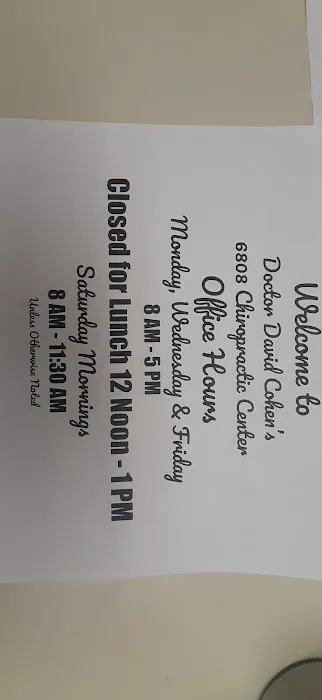 Welcome to
Doctor David Cohen's
6808 Chiropractic Center
Office Hours
Monday, Wednesday & Friday
8 AM - 5 PM
Closed for Lunch 12 Noon - 1 PM
Saturday Mornings
8 AM - 11:30 AM
Unless Otherwise Noted